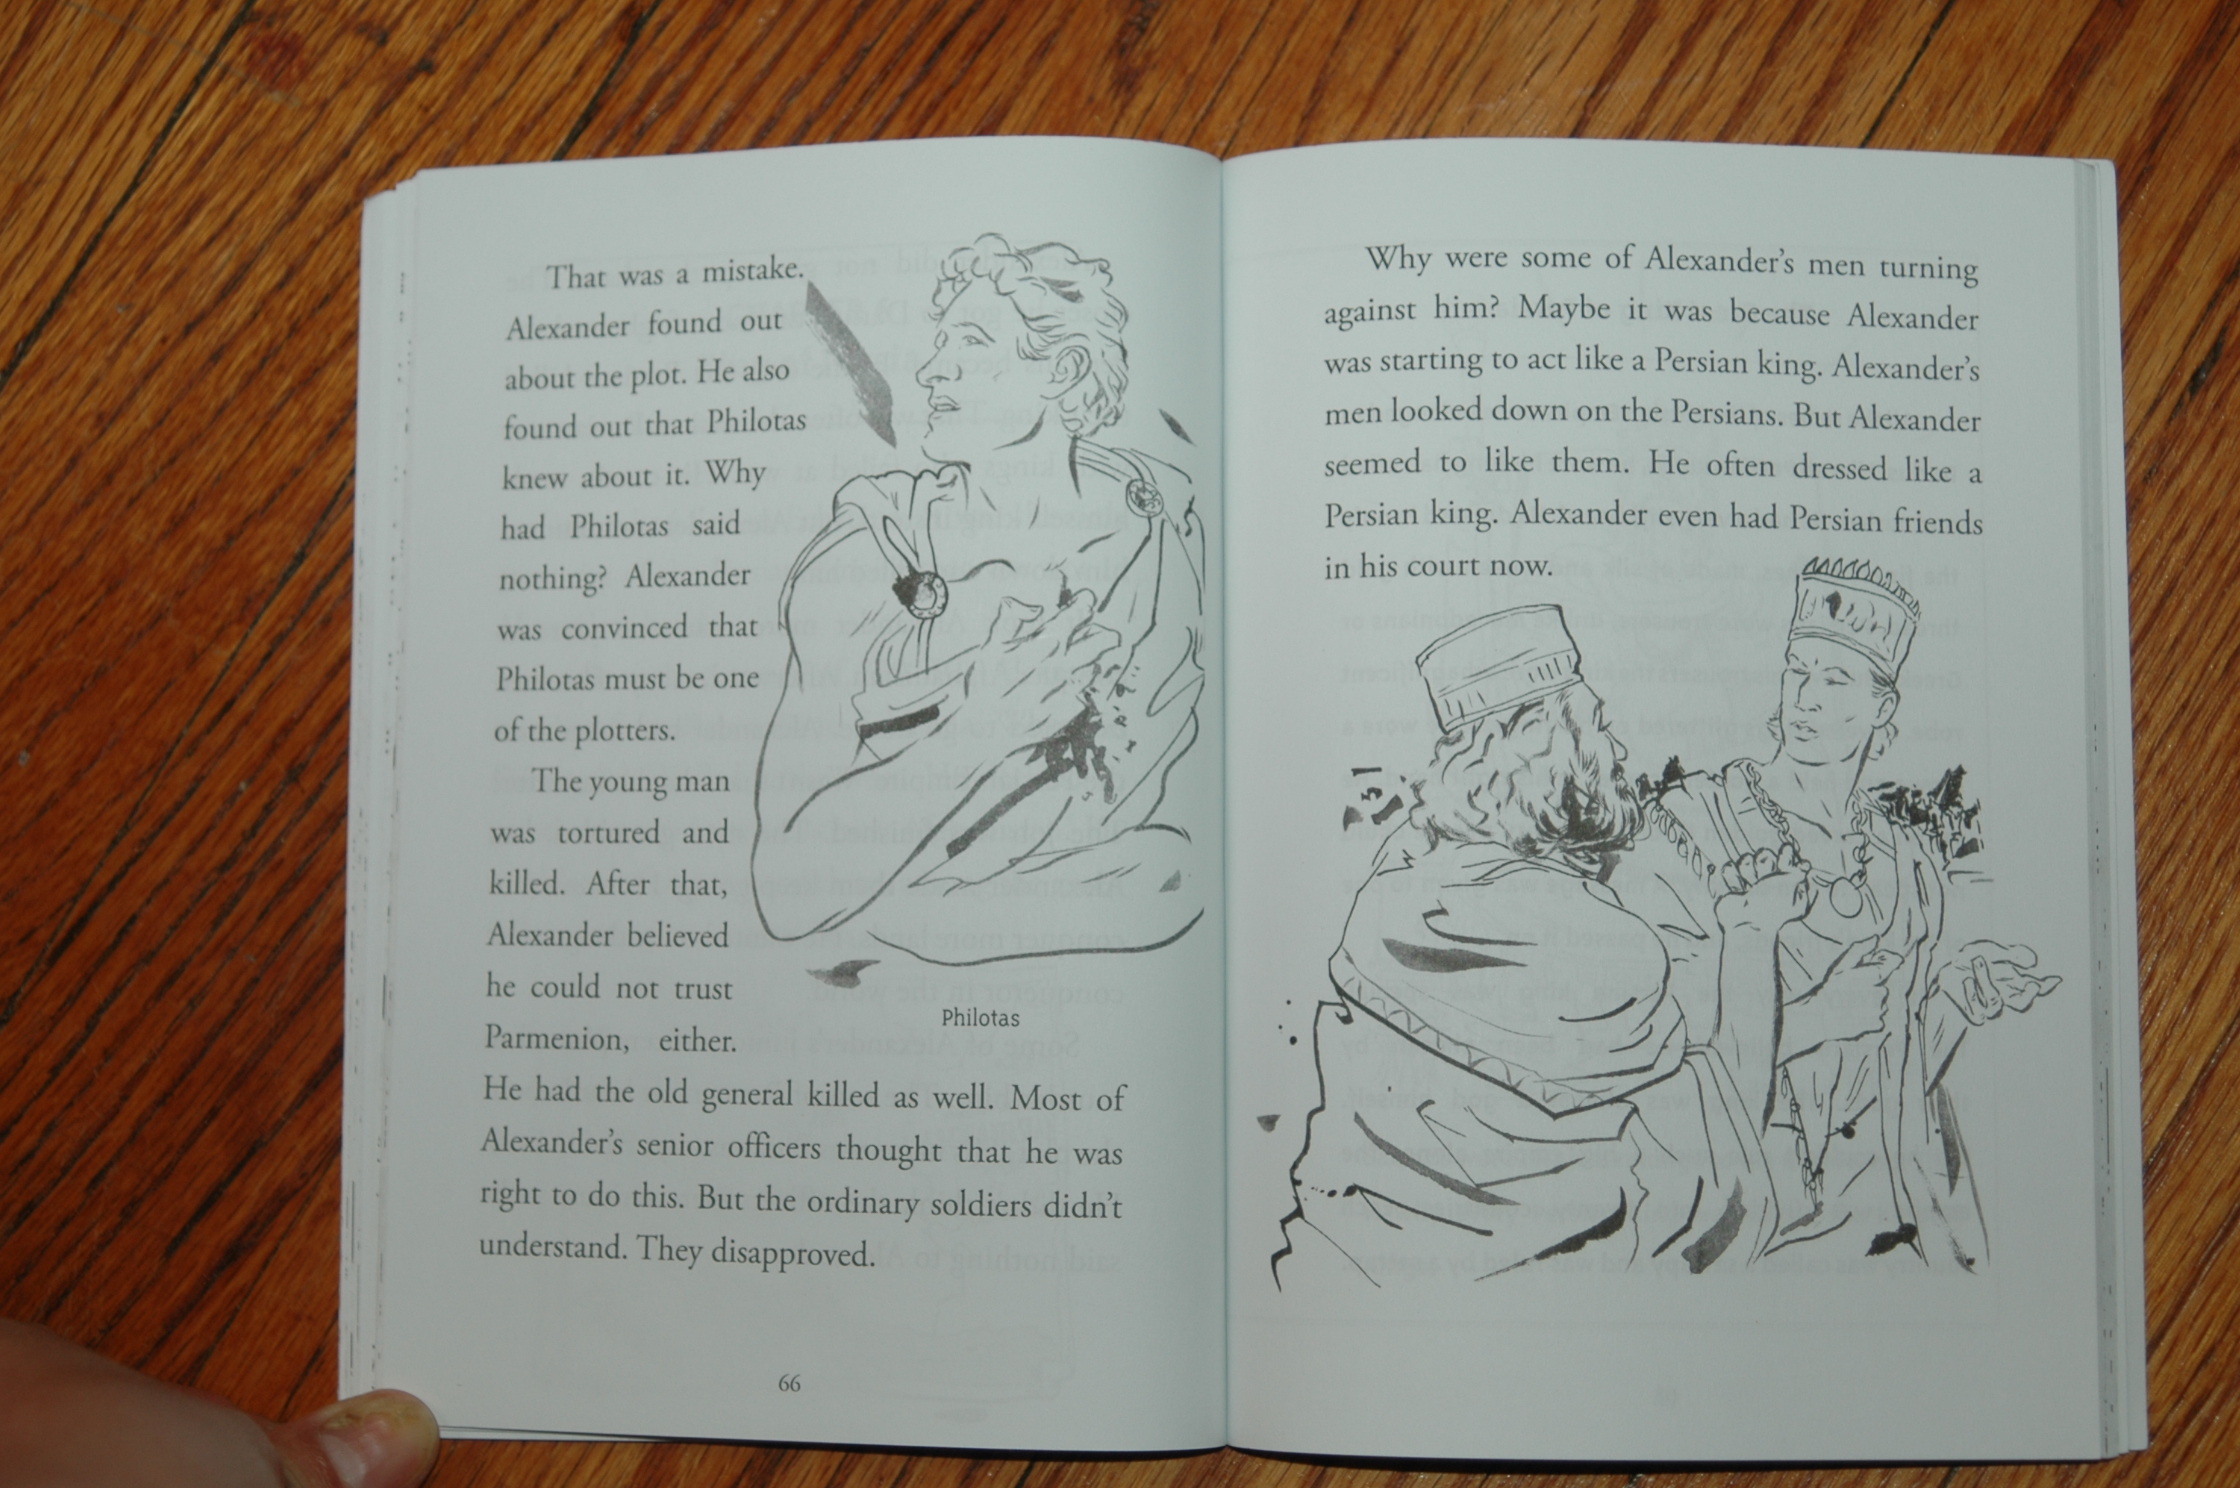 That was a mistake.
Alexander found out
about the plot. He also
found out that Philotas
knew about it. Why
had Philotas said
nothing? Alexander
was convinced that
Philotas must be one
of the plotters.
The young man
was tortured and
killed. After that,
Alexander believed
he could not trust
Parmenion, either.
He had the old general killed as well. Most of
Alexander's senior officers thought that he was
right to do this. But the ordinary soldiers didn't
understand. They disapproved.
Philotas
66
Why were some of Alexander's men turning
against him? Maybe it was because Alexander
was starting to act like a Persian king. Alexander's
men looked down on the Persians. But Alexander
seemed to like them. He often dressed like a
Persian king. Alexander even had Persian friends
in his court now.